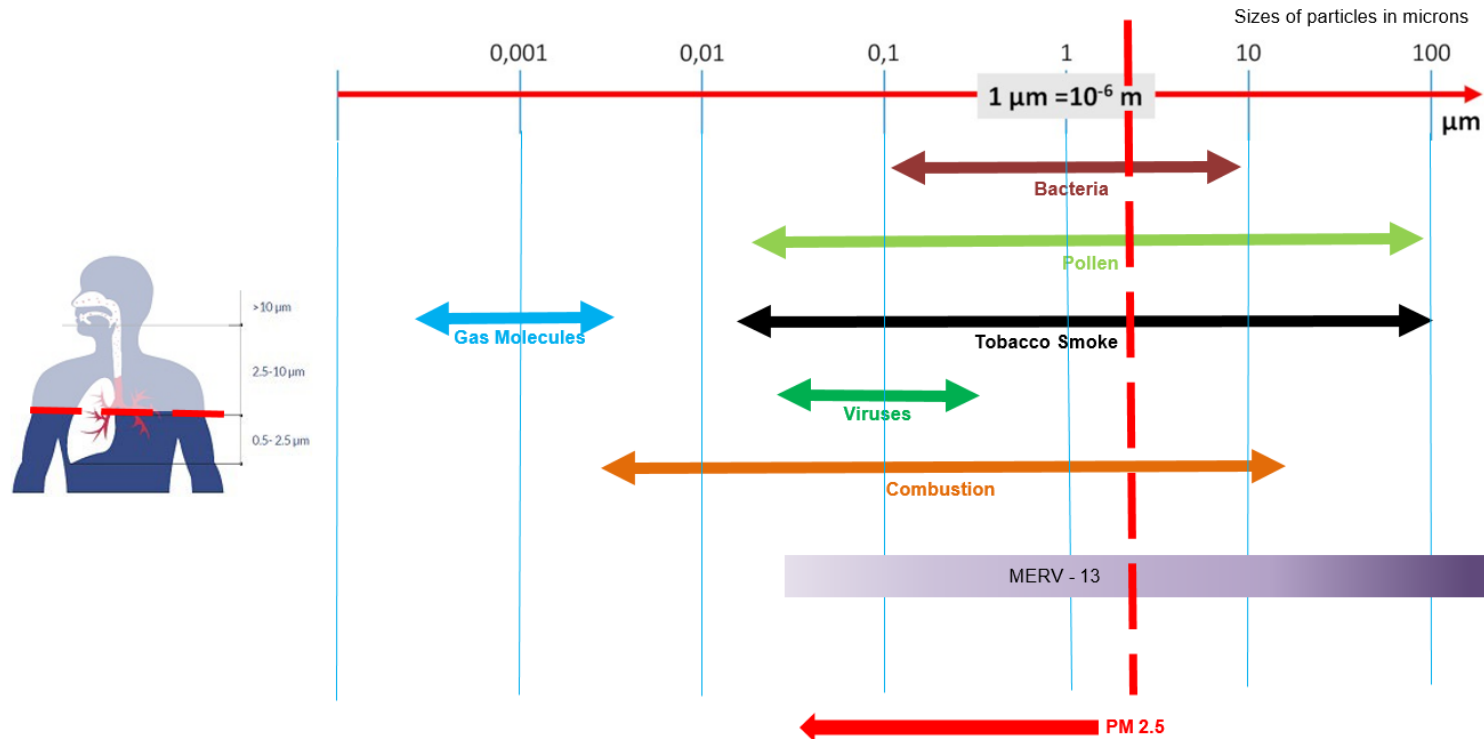 Sizes of particles in microns
0,001 0,01 0,1 1 10 100
1 µm =10⁻⁶ m
µm
Bacteria
Pollen
>10 µm
Gas Molecules
Tobacco Smoke
2.5-10 µm
Viruses
0.5- 2.5 µm
Combustion
MERV - 13
PM 2.5